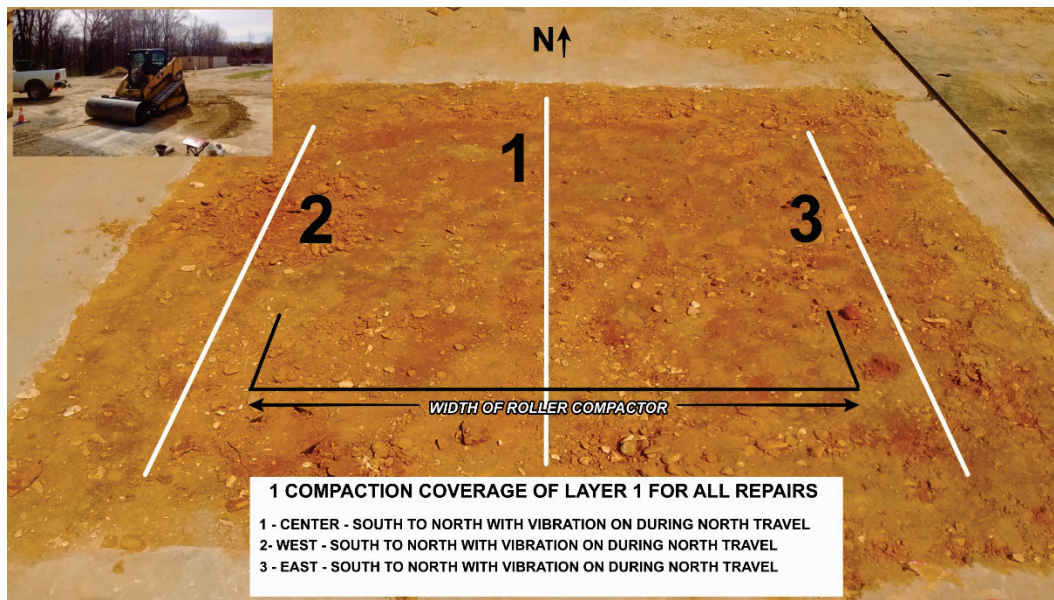 N
1
2
3
WIDTH OF ROLLER COMPACTOR
1 COMPACTION COVERAGE OF LAYER 1 FOR ALL REPAIRS
1 - CENTER - SOUTH TO NORTH WITH VIBRATION ON DURING NORTH TRAVEL
2- WEST - SOUTH TO NORTH WITH VIBRATION ON DURING NORTH TRAVEL
3 - EAST - SOUTH TO NORTH WITH VIBRATION ON DURING NORTH TRAVEL